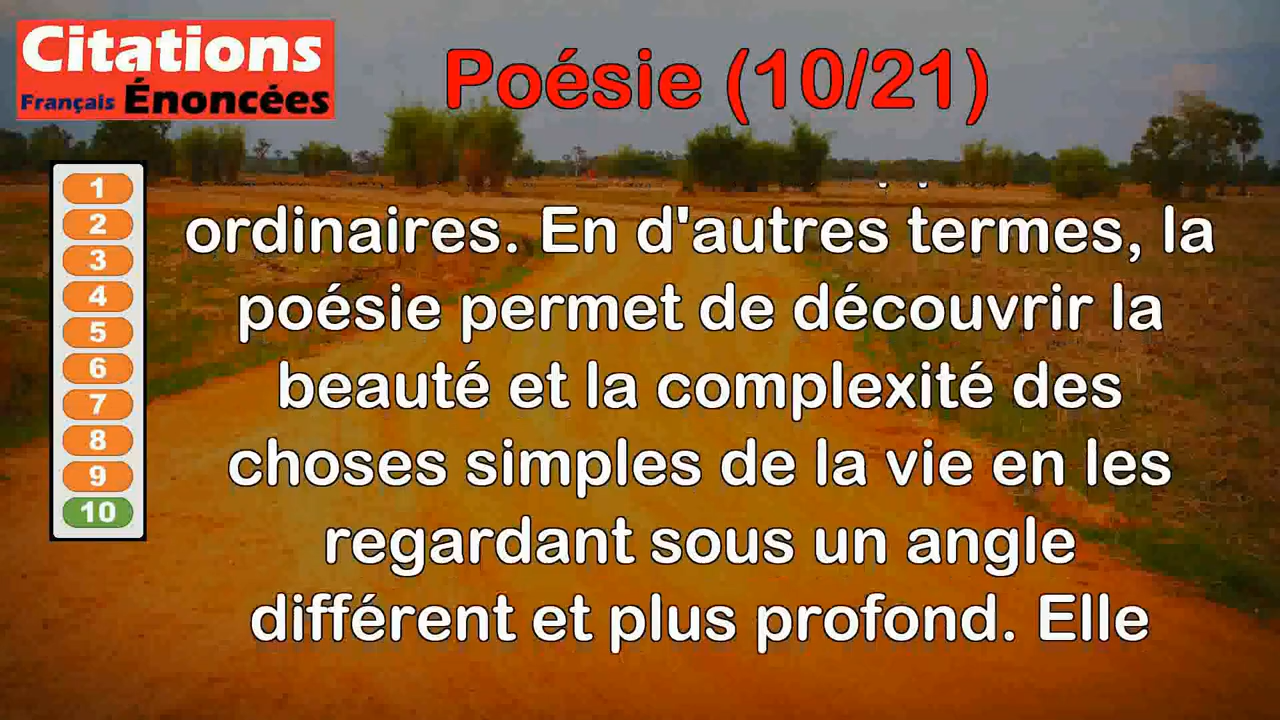 Citations
Français Énoncées
Poésie (10/21)
1
2
3
4
5
6
7
8
9
10
ordinaires. En d'autres termes, la
poésie permet de découvrir la
beauté et la complexité des
choses simples de la vie en les
regardant sous un angle
différent et plus profond. Elle